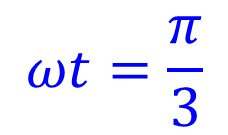 ωt = π/3